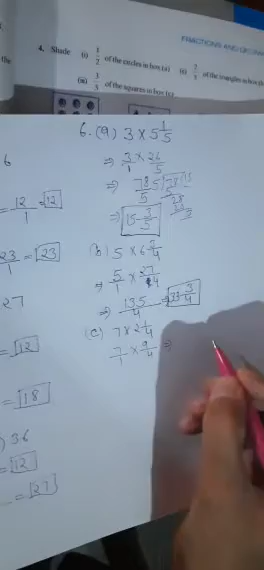 FRACTIONS AND DECIMALS
the
4. Shade (i) 1/2 of the circles in box (a) (ii) 2/3 of the triangles in box
(iii) 3/5 of the squares in box (c)
6. (a) 3 × 5 1/5
⇒ 3/1 × 26/5
⇒ 78/5
⇒ 15 3/5
(b) 5 × 6 3/4
⇒ 5/1 × 27/4
⇒ 135/4 = 33 3/4
(c) 7 × 2 1/4
7/1 × 9/4 ⇒
= 12/1 = 12
23/1 = 23
27
= 12
= 18
) 36
= 12
= 27